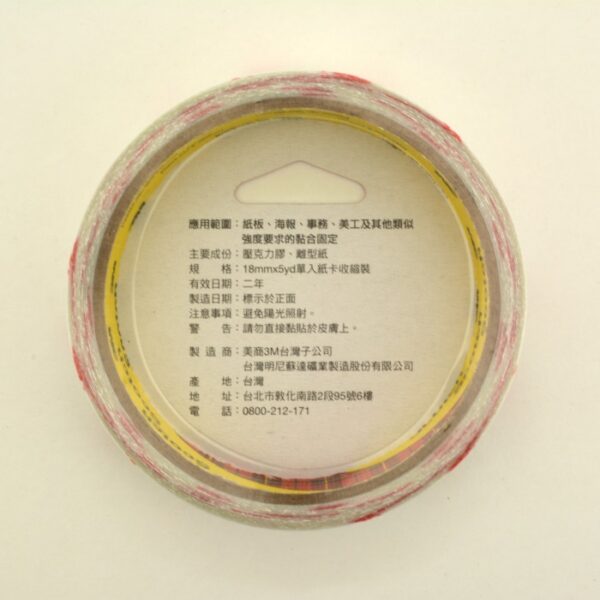 應用範圍：紙板、海報、事務、美工及其他類似
強度要求的黏合固定
主要成份：壓克力膠、離型紙
規　　格：18mmx5yd單入紙卡收縮裝
有效日期：二年
製造日期：標示於正面
注意事項：避免陽光照射。
警　　告：請勿直接黏貼於皮膚上。
製 造 商：美商3M台灣子公司
台灣明尼蘇達礦業製造股份有限公司
產　　地：台灣
地　　址：台北市敦化南路2段95號6樓
電　　話：0800-212-171